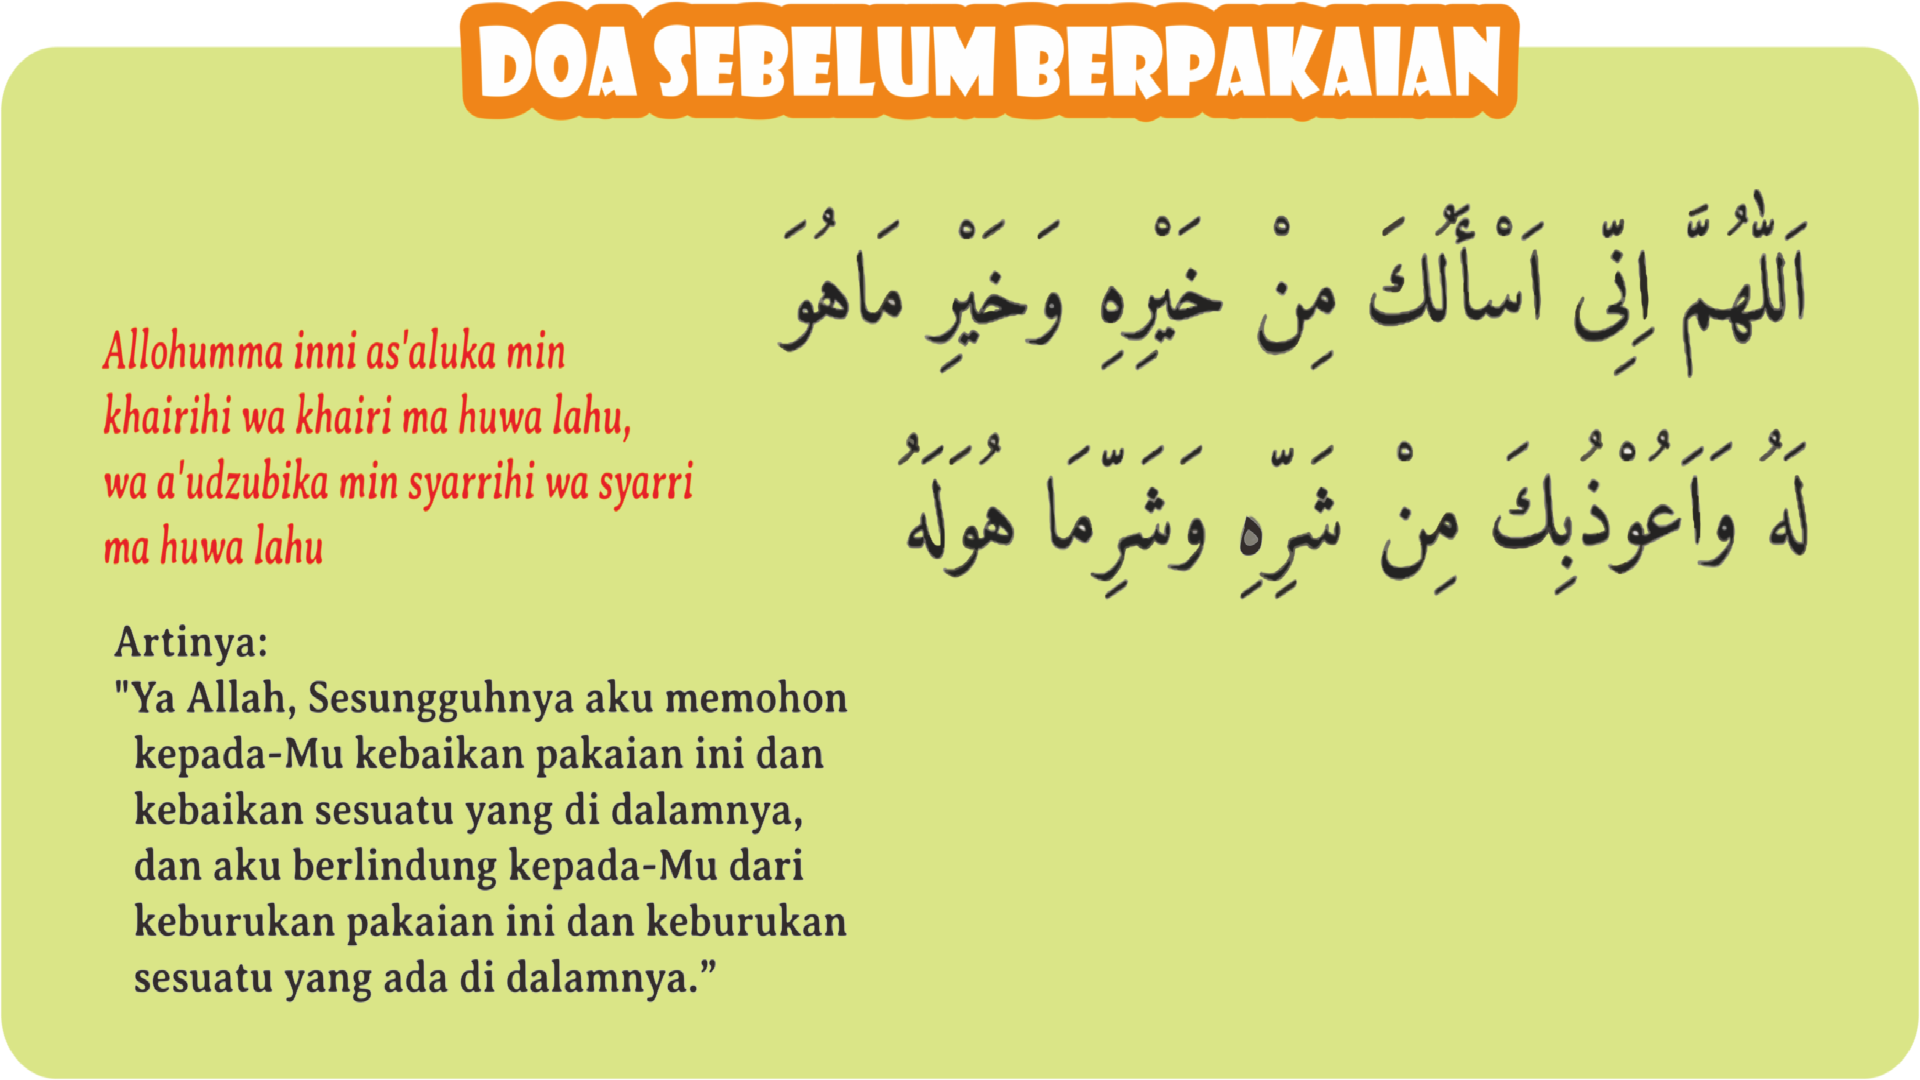 DOA SEBELUM BERPAKAIAN
اَللّٰهُمَّ اِنِّى اَسْأَلُكَ مِنْ خَيْرِهِ وَخَيْرِ مَاهُوَ
لَهُ وَاَعُوْذُبِكَ مِنْ شَرِّهِ وَشَرِّمَا هُوَلَهُ
Allohumma inni as'aluka min
khairihi wa khairi ma huwa lahu,
wa a'udzubika min syarrihi wa syarri
ma huwa lahu
Artinya:
"Ya Allah, Sesungguhnya aku memohon
kepada-Mu kebaikan pakaian ini dan
kebaikan sesuatu yang di dalamnya,
dan aku berlindung kepada-Mu dari
keburukan pakaian ini dan keburukan
sesuatu yang ada di dalamnya.”